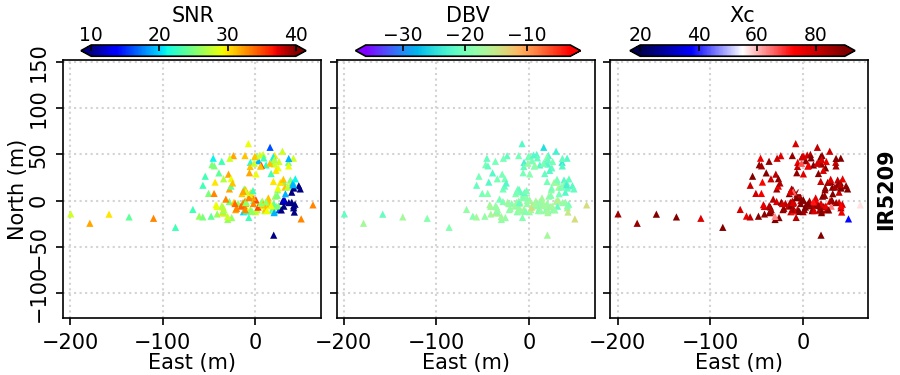 SNR DBV Xc
10 20 30 40 −30 −20 −10 20 40 60 80
150
100
50
0
−50
−100
North (m)
IR5209
−200 −100 0 −200 −100 0 −200 −100 0
East (m) East (m) East (m)